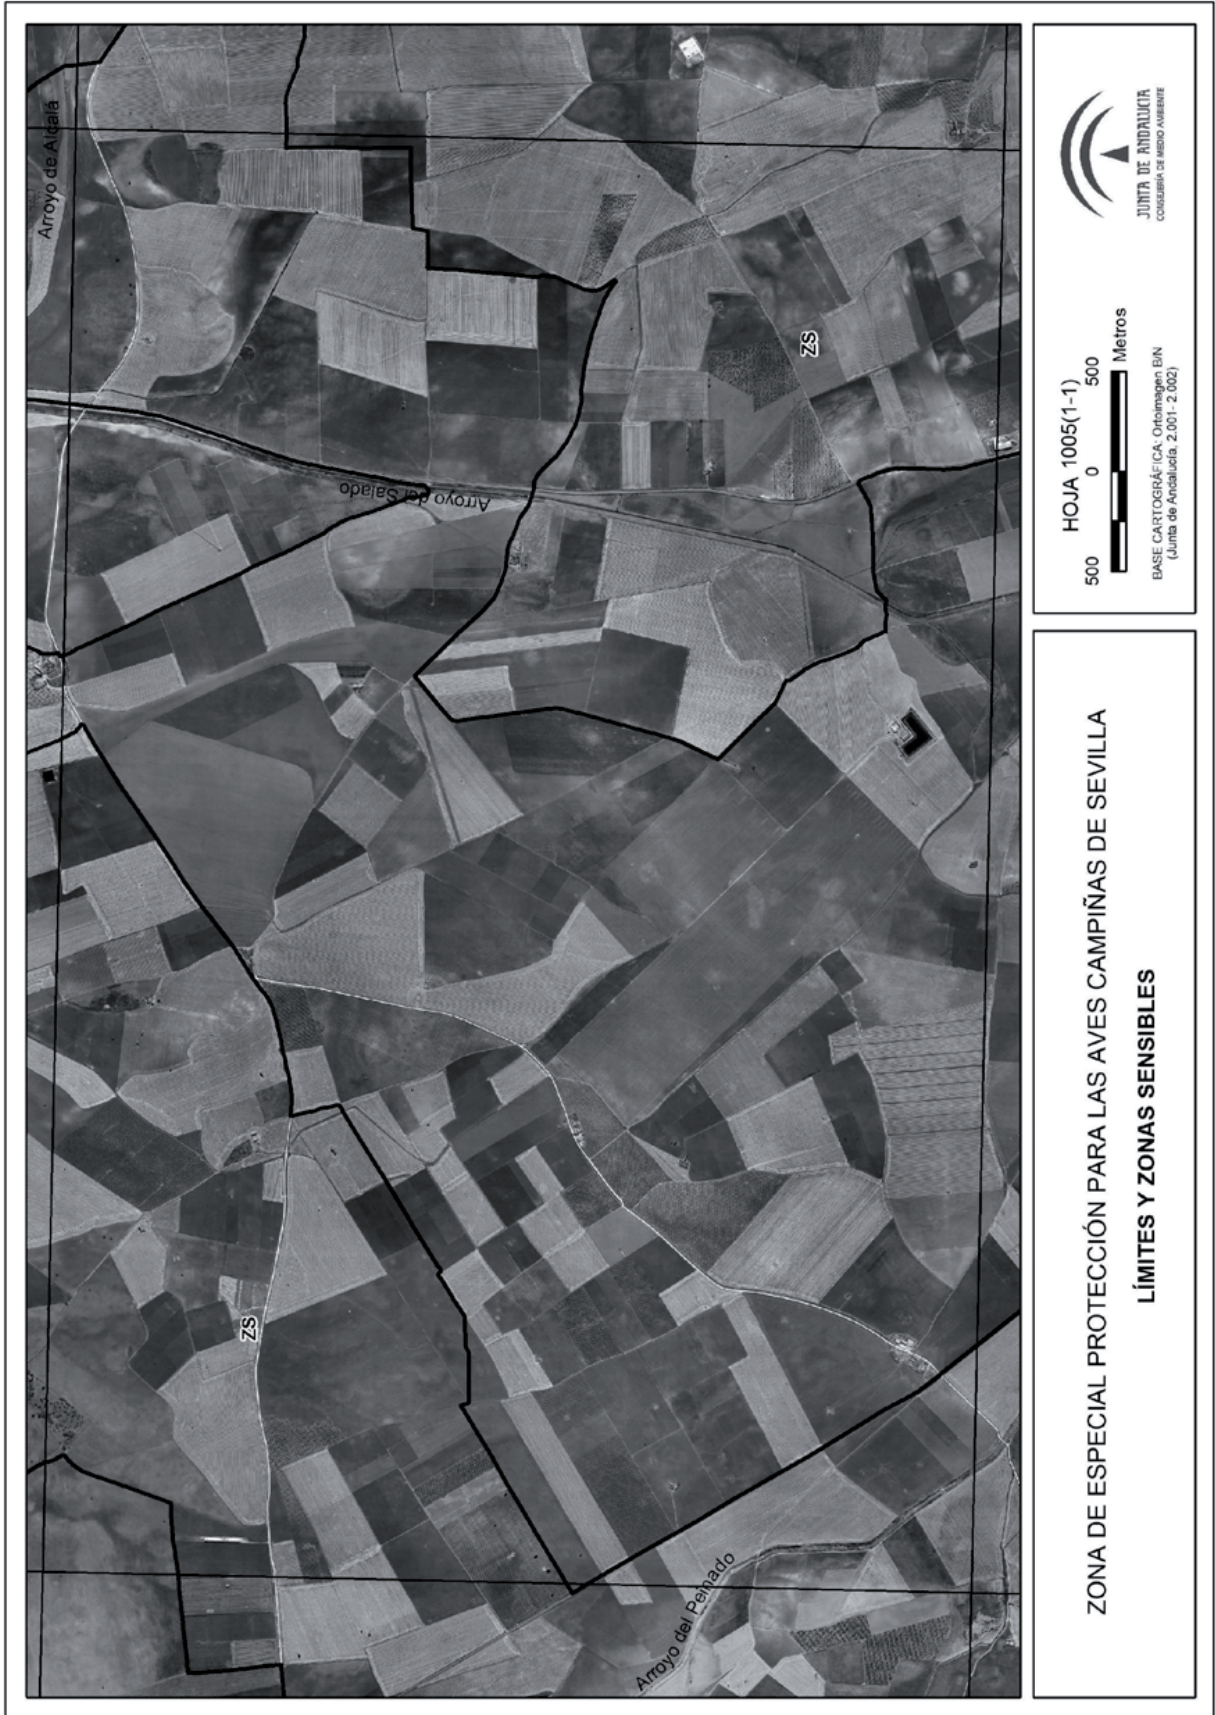 Arroyo de Alcalá
Arroyo del Salado
ZS
ZS
Arroyo del Peinado
ZONA DE ESPECIAL PROTECCIÓN PARA LAS AVES CAMPIÑAS DE SEVILLA
LÍMITES Y ZONAS SENSIBLES
HOJA 1005(1-1)
500 0 500
Metros
BASE CARTOGRÁFICA: Ortoimagen B/N
(Junta de Andalucía, 2.001- 2.002)
JUNTA DE ANDALUCIA
CONSEJERÍA DE MEDIO AMBIENTE